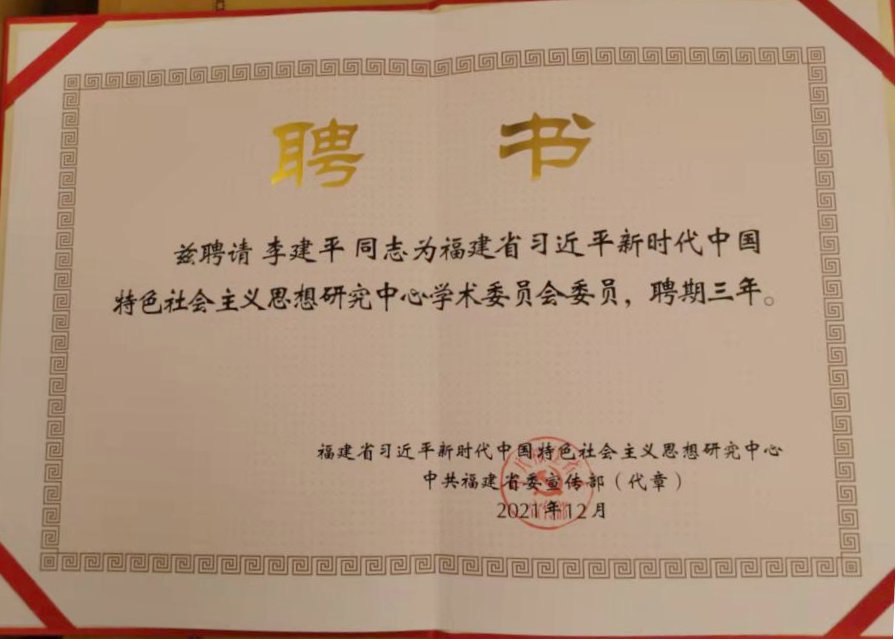 聘书
兹聘请 李建平 同志为福建省习近平新时代中国
特色社会主义思想研究中心学术委员会委员，聘期三年。
福建省习近平新时代中国特色社会主义思想研究中心
中共福建省委宣传部（代章）
2021年12月